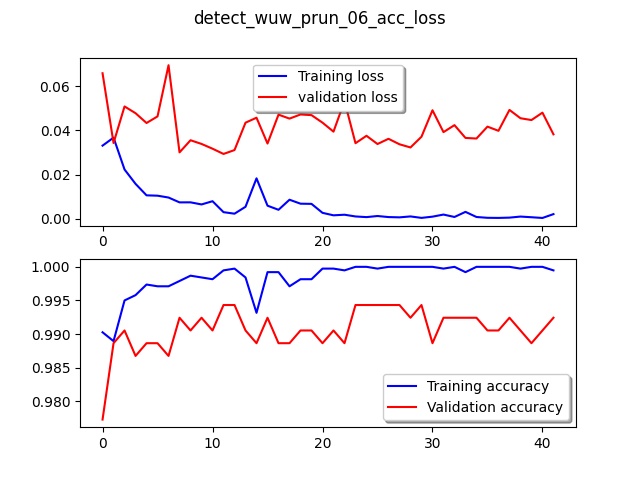 detect_wuw_prun_06_acc_loss
Training loss
validation loss
0.06
0.04
0.02
0.00
0 10 20 30 40
1.000
0.995
0.990
0.985
0.980
Training accuracy
Validation accuracy
0 10 20 30 40